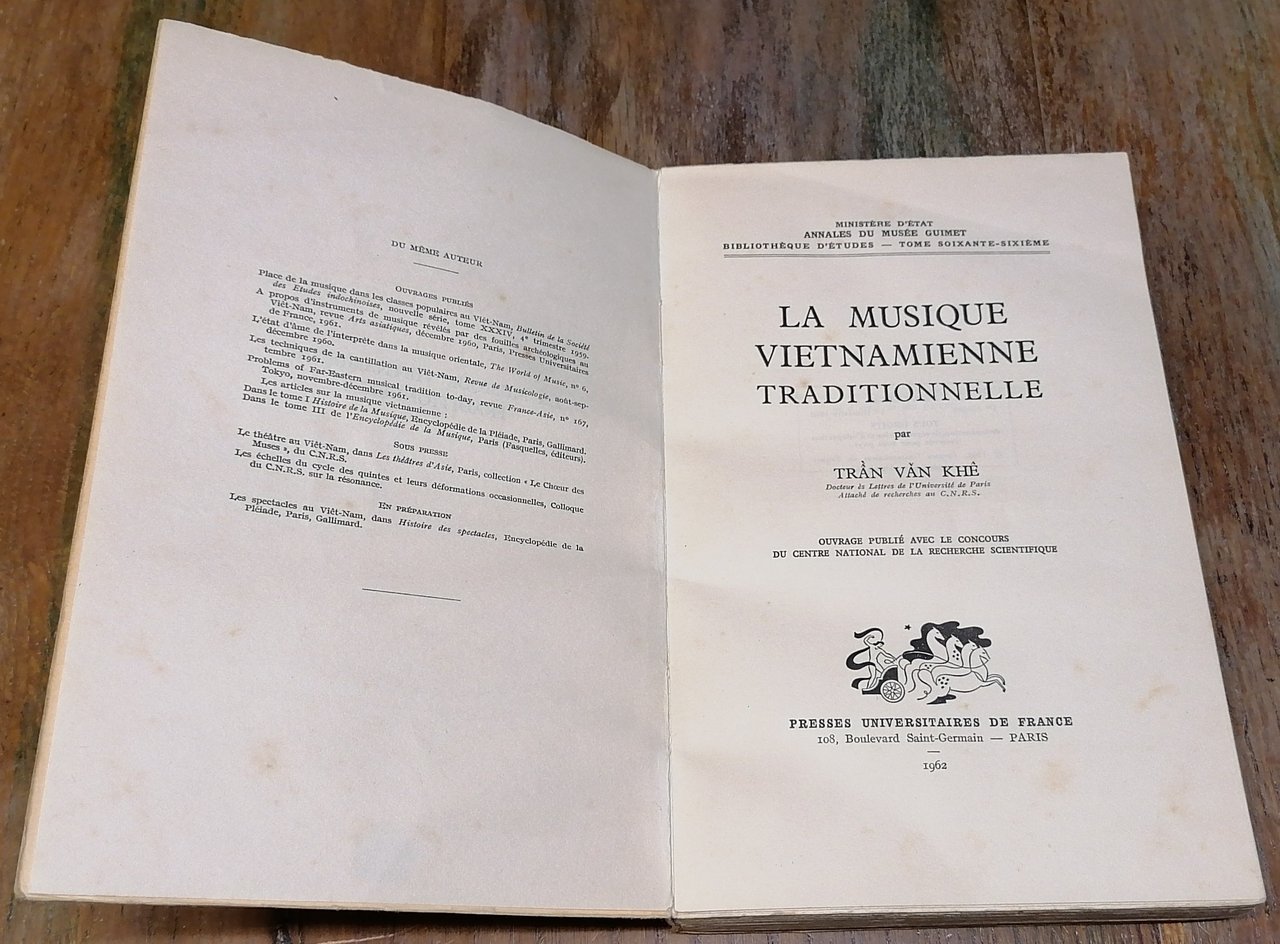 DU MÊME AUTEUR
OUVRAGES PUBLIÉS
Place de la musique dans les classes populaires au Viêt-Nam, Bulletin de la Société
des Etudes indochinoises, nouvelle série, tome XXXIV, 4e trimestre 1959.
A propos d'instruments de musique révélés par des fouilles archéologiques au
Viêt-Nam, revue Arts asiatiques, décembre 1960, Paris, Presses Universitaires
de France, 1961.
L'état d'âme de l'interprète dans la musique orientale, The World of Music, nº 6,
décembre 1960.
Les techniques de la cantillation au Viêt-Nam, Revue de Musicologie, août-sep-
tembre 1961.
Problems of Far-Eastern musical tradition to-day, revue France-Asie, nº 167,
Tokyo, novembre-décembre 1961.
Les articles sur la musique vietnamienne :
Dans le tome I Histoire de la Musique, Encyclopédie de la Pléiade, Paris, Gallimard.
Dans le tome III de l'Encyclopédie de la Musique, Paris (Fasquelles, éditeurs).
SOUS PRESSE
Le théâtre au Viêt-Nam, dans Les théâtres d'Asie, Paris, collection « Le Chœur des
Muses », du C.N.R.S.
Les échelles du cycle des quintes et leurs déformations occasionnelles, Colloque
du C.N.R.S. sur la résonance.
EN PRÉPARATION
Les spectacles au Viêt-Nam, dans Histoire des spectacles, Encyclopédie de la
Pléiade, Paris, Gallimard.
MINISTÈRE D'ÉTAT
ANNALES DU MUSÉE GUIMET
BIBLIOTHÈQUE D'ÉTUDES — TOME SOIXANTE-SIXIÈME
LA MUSIQUE
VIETNAMIENNE
TRADITIONNELLE
par
TRẦN VĂN KHÊ
Docteur ès Lettres de l'Université de Paris
Attaché de recherches au C.N.R.S.
OUVRAGE PUBLIÉ AVEC LE CONCOURS
DU CENTRE NATIONAL DE LA RECHERCHE SCIENTIFIQUE
PRESSES UNIVERSITAIRES DE FRANCE
108, Boulevard Saint-Germain — PARIS
1962